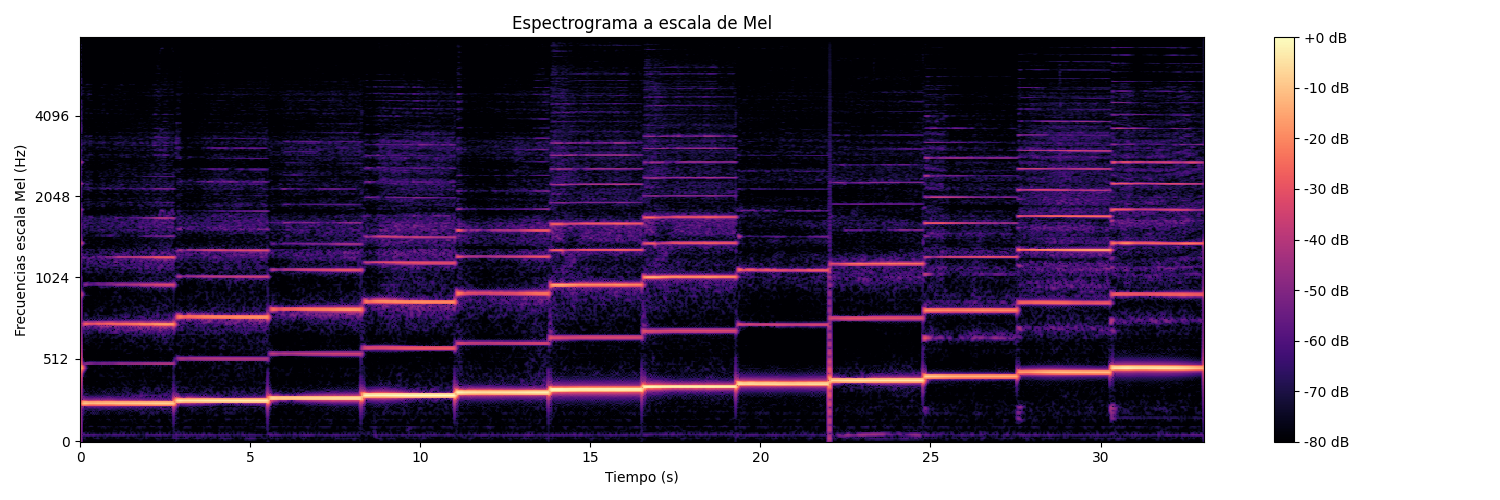 Espectrograma a escala de Mel
Frecuencias escala Mel (Hz)
4096
2048
1024
512
0
0
5
10
15
20
25
30
Tiempo (s)
+0 dB
-10 dB
-20 dB
-30 dB
-40 dB
-50 dB
-60 dB
-70 dB
-80 dB